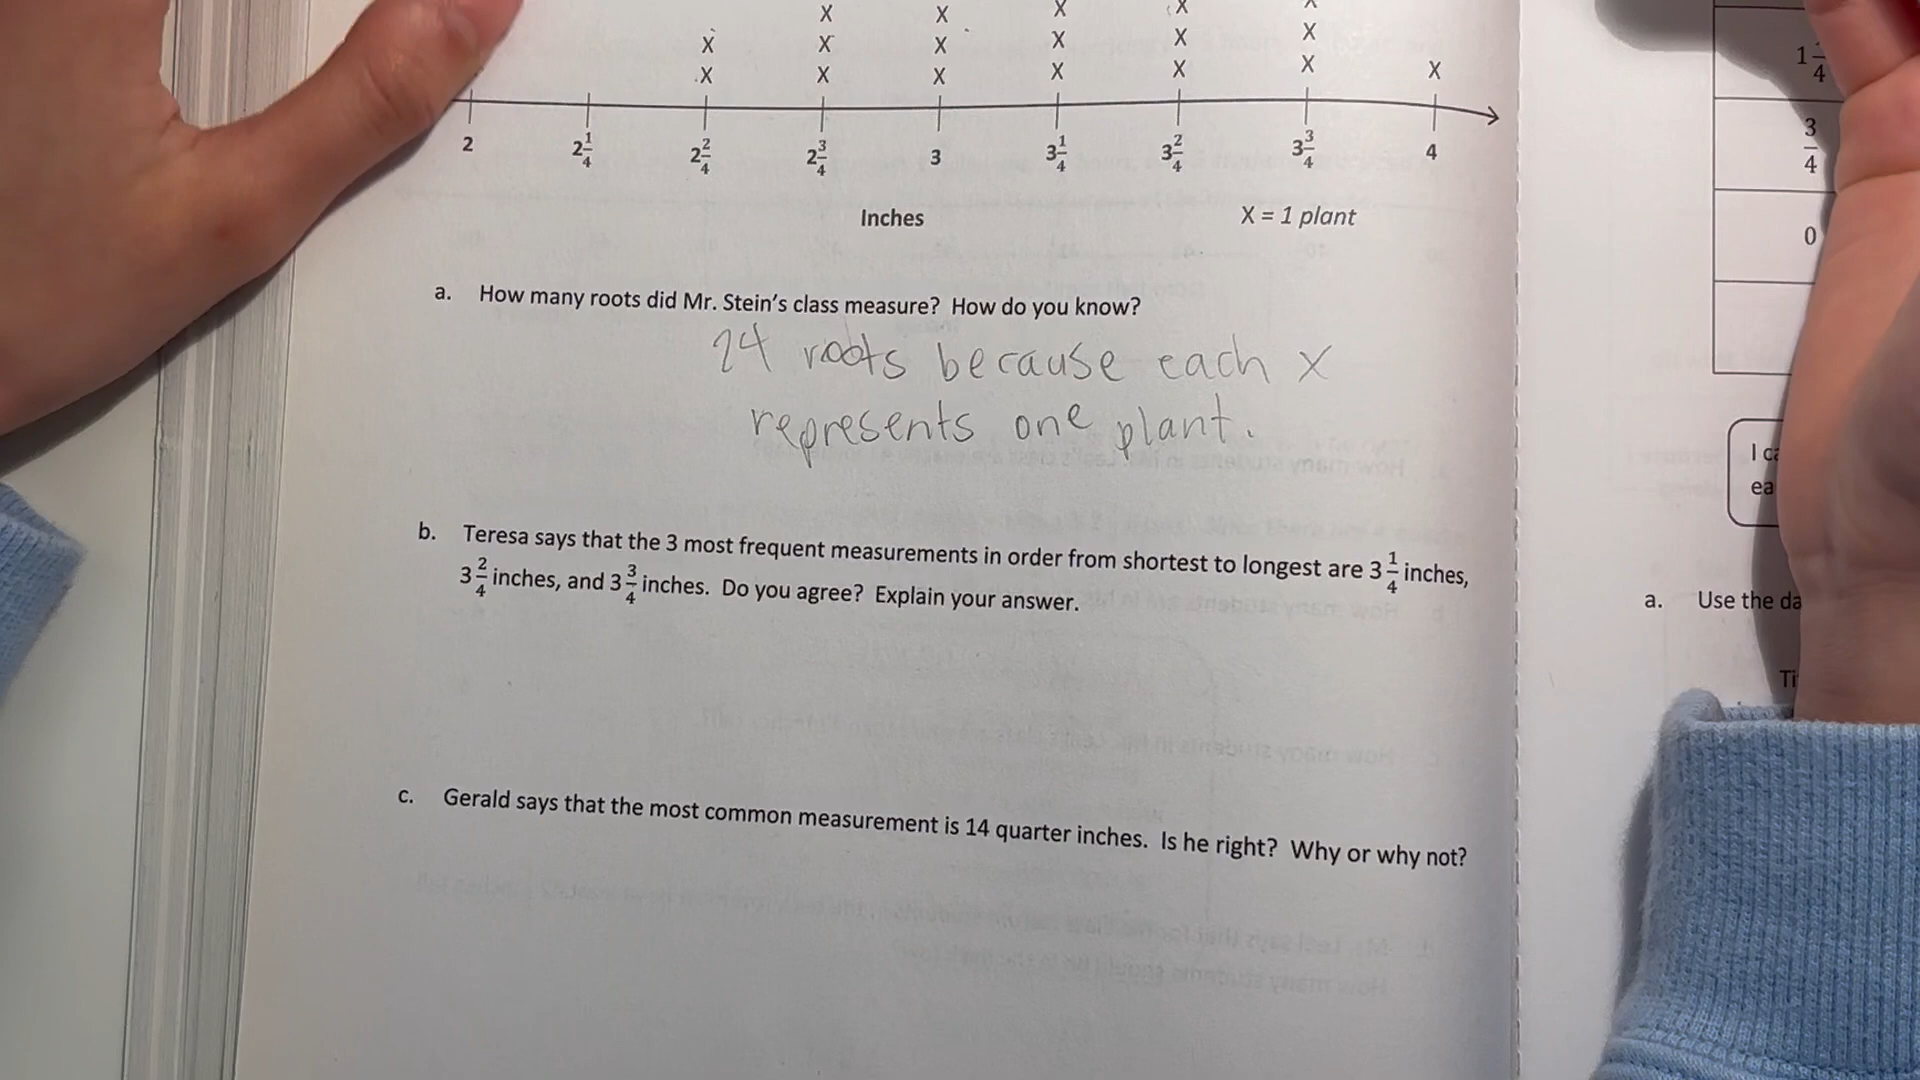 X X X X X
X X X X X X
X X X X X X X
2 2 1/4 2 2/4 2 3/4 3 3 1/4 3 2/4 3 3/4 4
Inches X = 1 plant
a. How many roots did Mr. Stein's class measure? How do you know?
24 roots because each x
represents one plant.
b. Teresa says that the 3 most frequent measurements in order from shortest to longest are 3 1/4 inches,
3 2/4 inches, and 3 3/4 inches. Do you agree? Explain your answer.
c. Gerald says that the most common measurement is 14 quarter inches. Is he right? Why or why not?
1 1/4
3/4
0
a. Use the